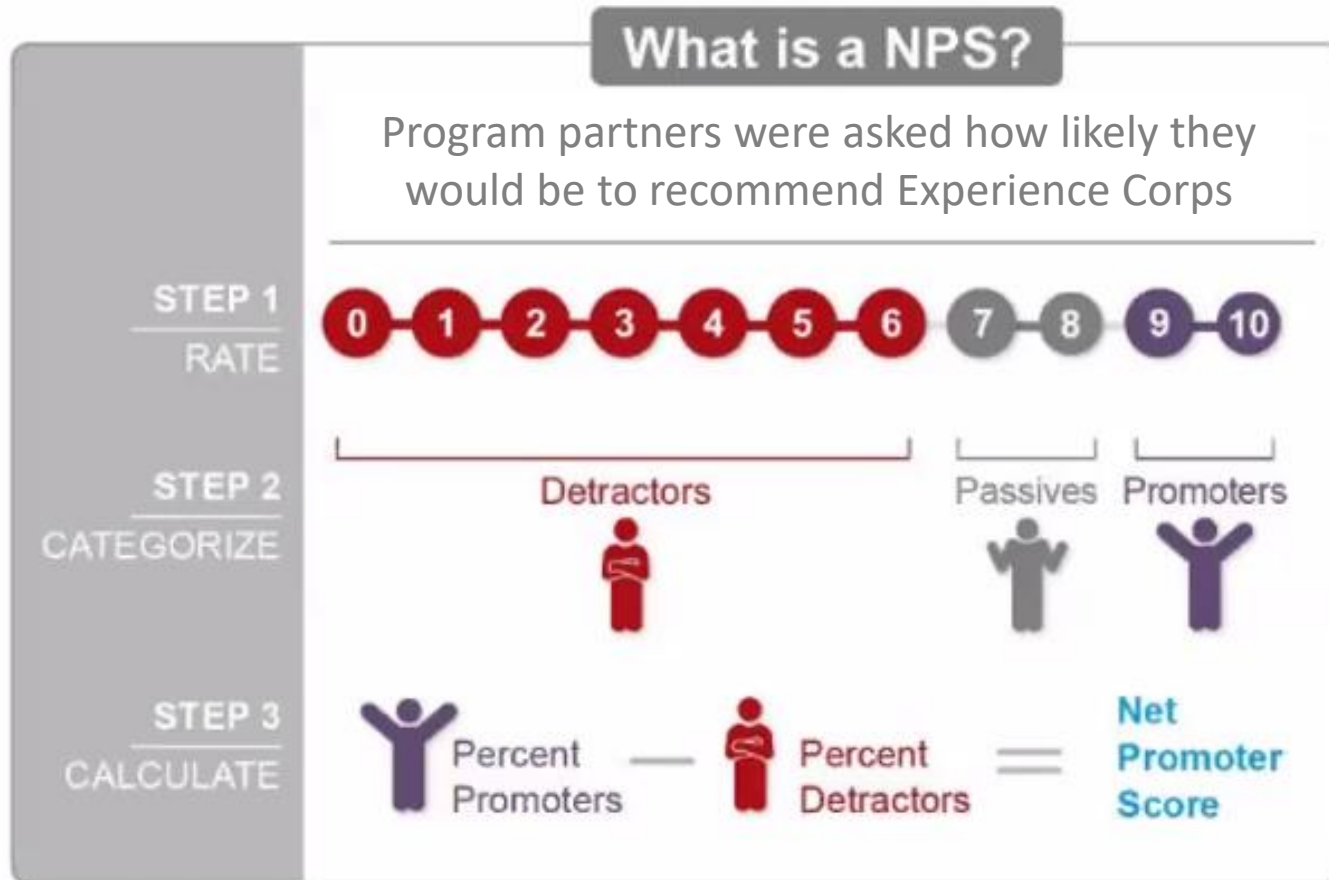 What is a NPS?
Program partners were asked how likely they
would be to recommend Experience Corps
STEP 1
RATE
0 1 2 3 4 5 6 7 8 9 10
STEP 2
CATEGORIZE
Detractors
Passives
Promoters
STEP 3
CALCULATE
Percent
Promoters
—
Percent
Detractors
=
Net
Promoter
Score